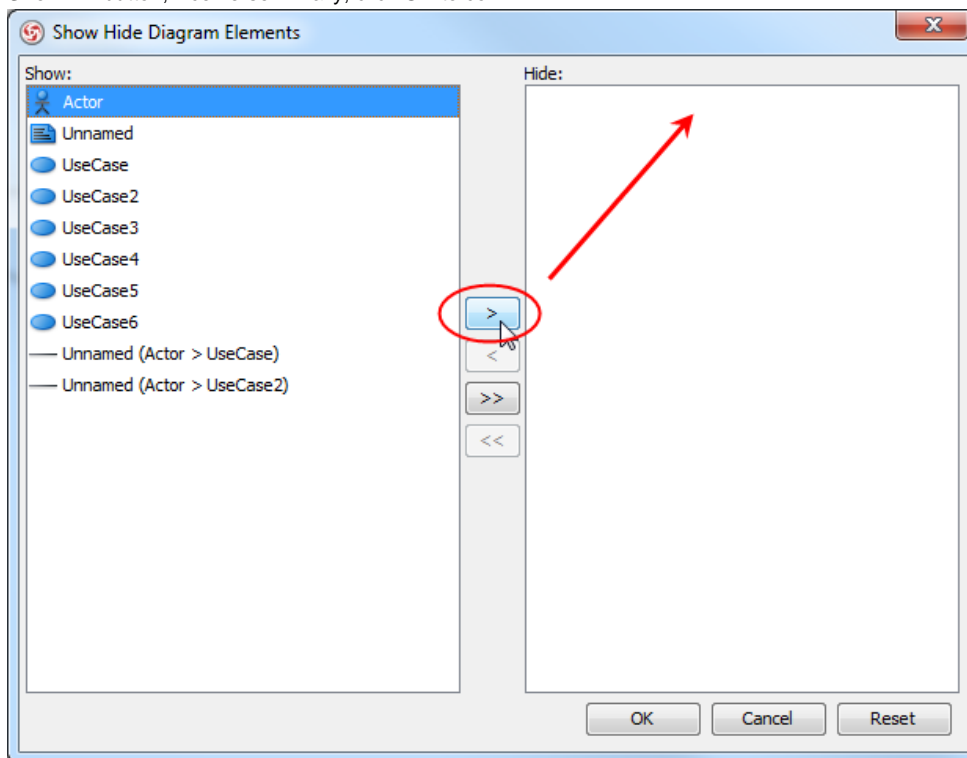 Show Hide Diagram Elements
X
Show:
Hide:
Actor
Unnamed
UseCase
UseCase2
UseCase3
UseCase4
UseCase5
UseCase6
Unnamed (Actor > UseCase)
Unnamed (Actor > UseCase2)
>
<
>>
<<
OK
Cancel
Reset